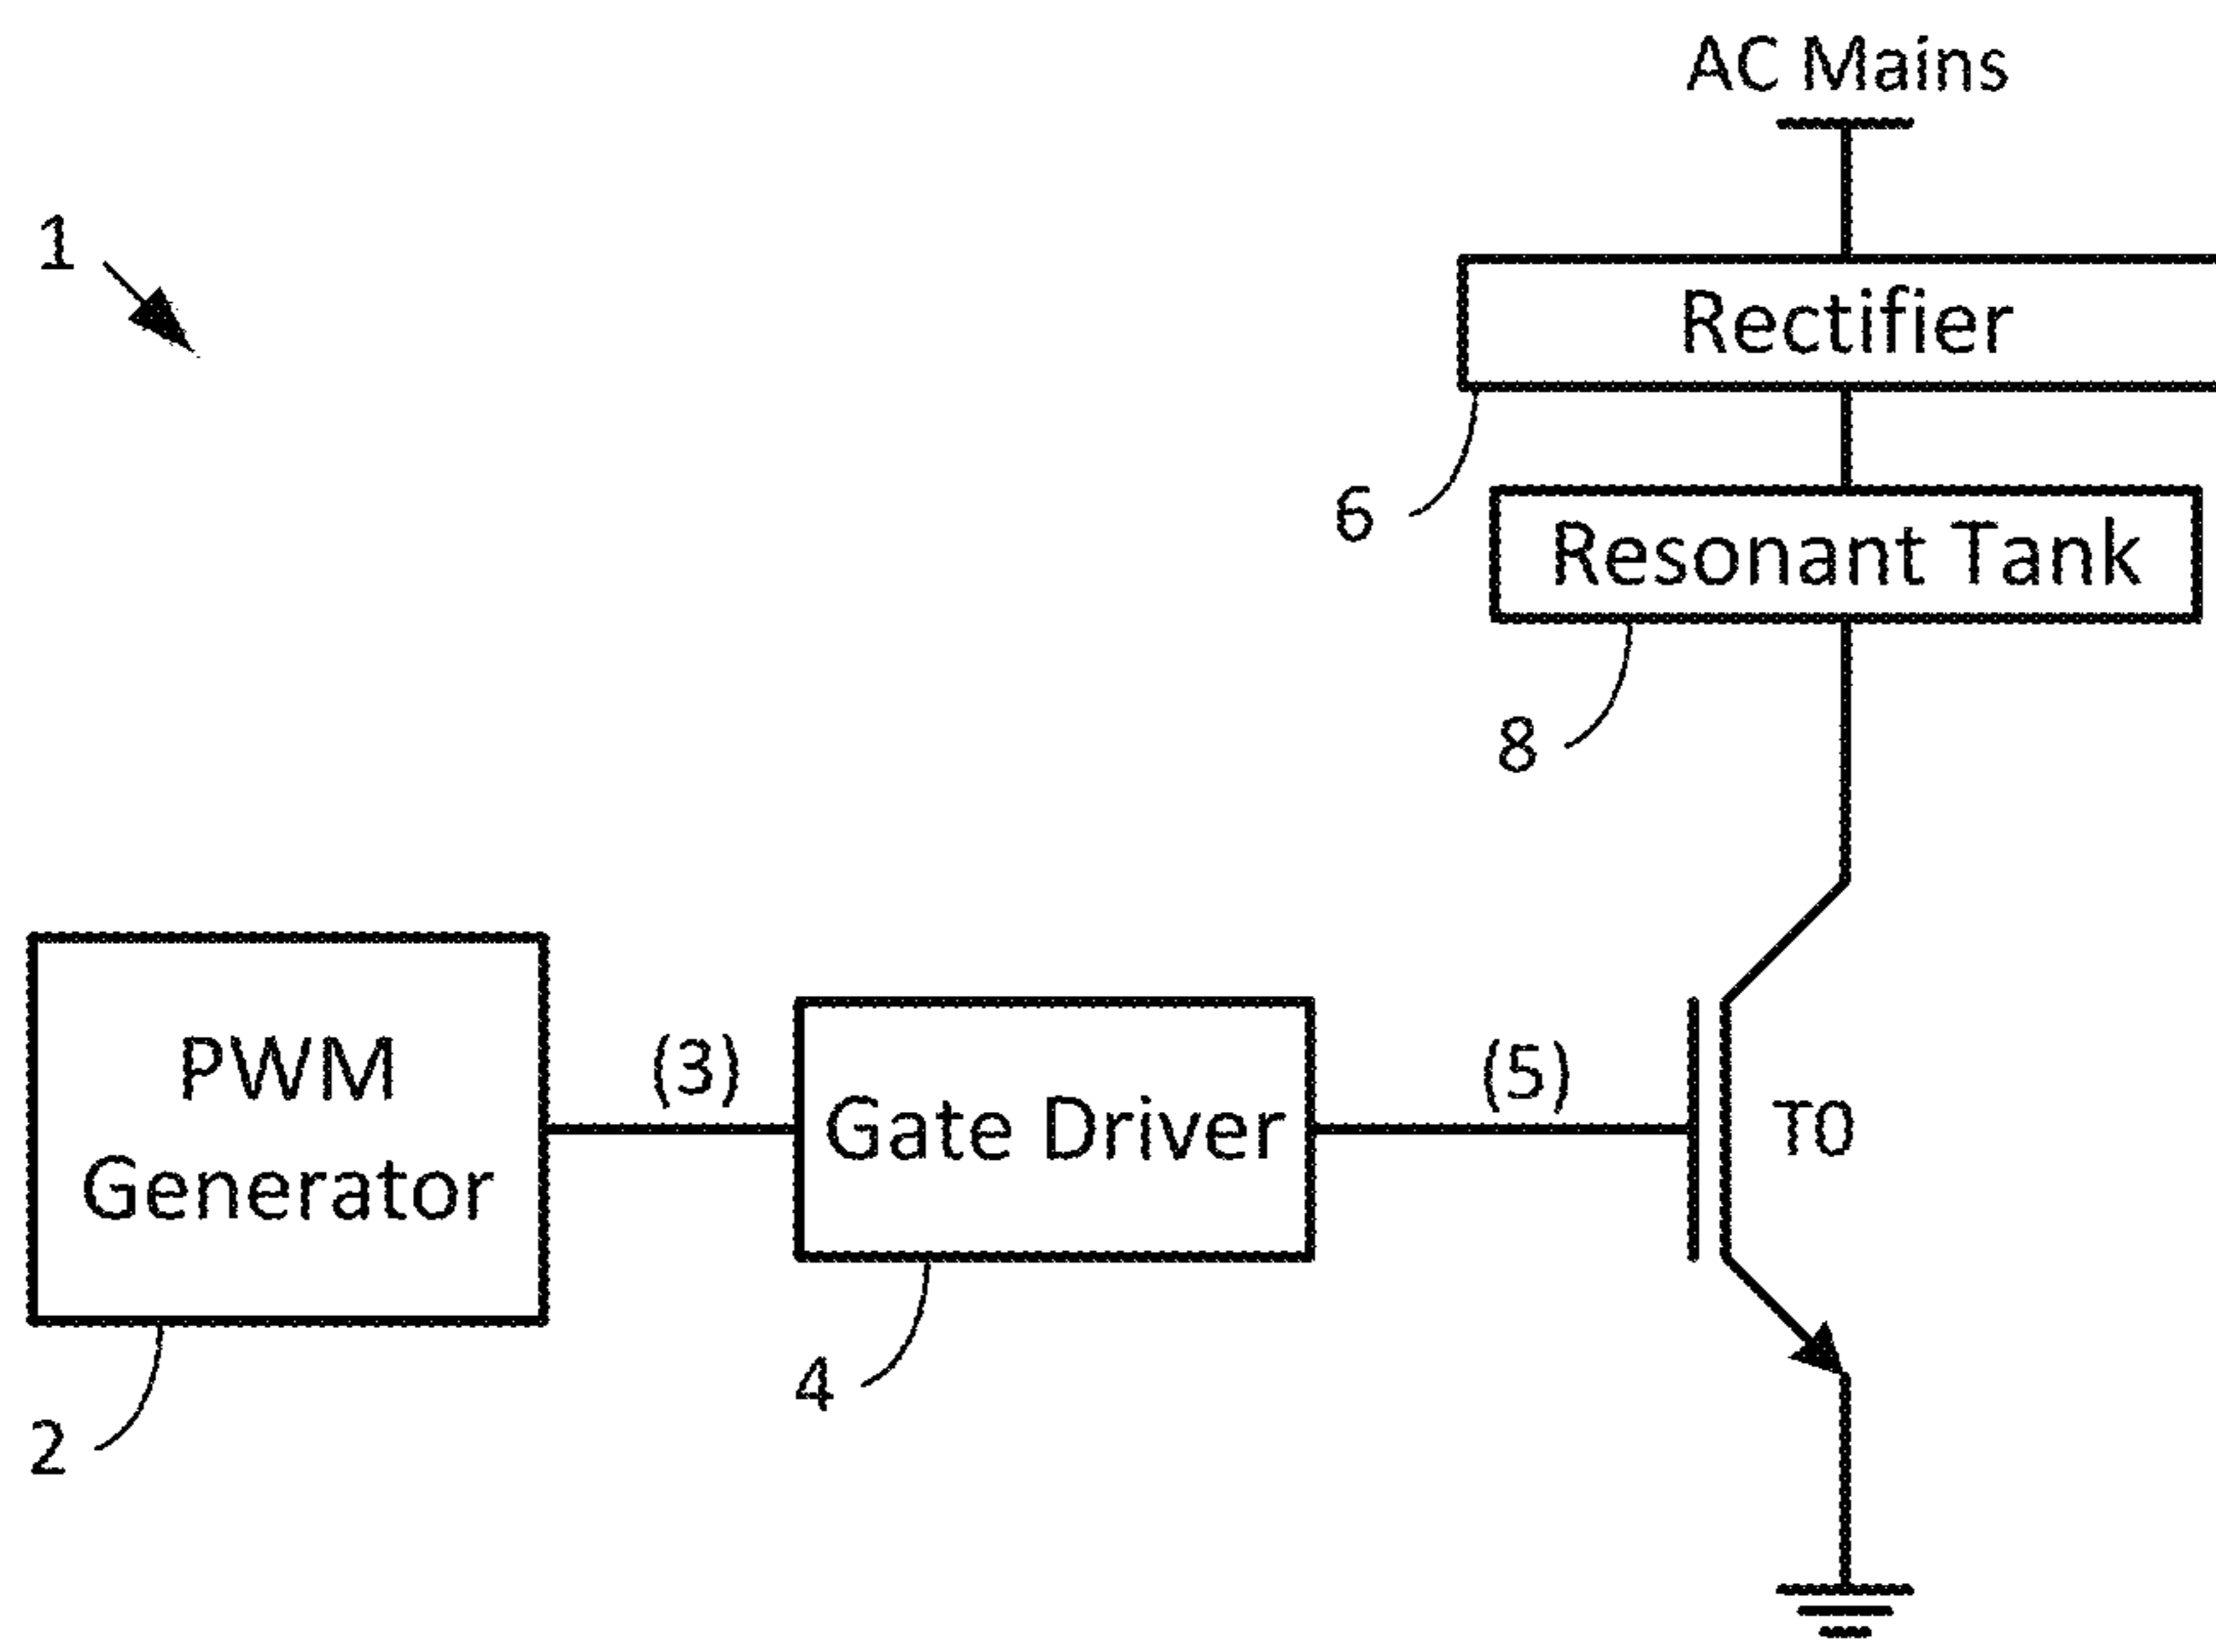 AC Mains
1
Rectifier
6
Resonant Tank
8
PWM
Generator
(3)
Gate Driver
(5)
T0
4
2